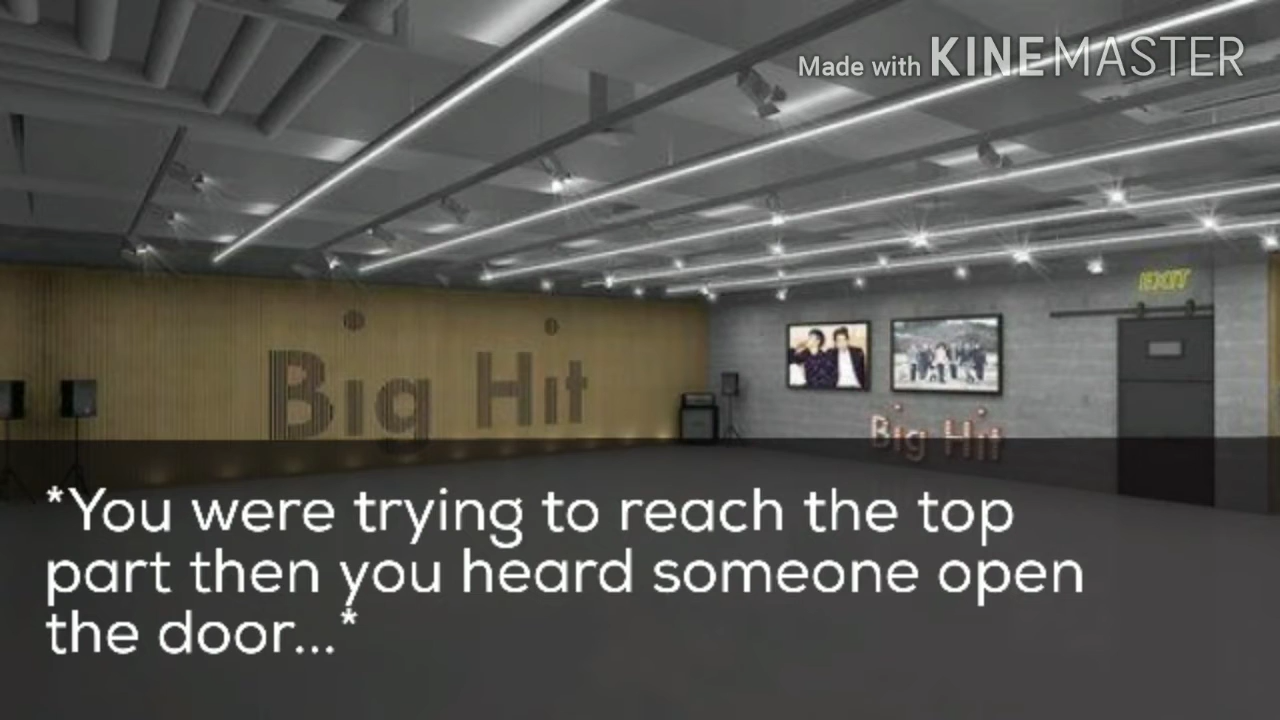 Made with KINEMASTER
EXIT
Big Hit
Big Hit
*You were trying to reach the top
part then you heard someone open
the door...*